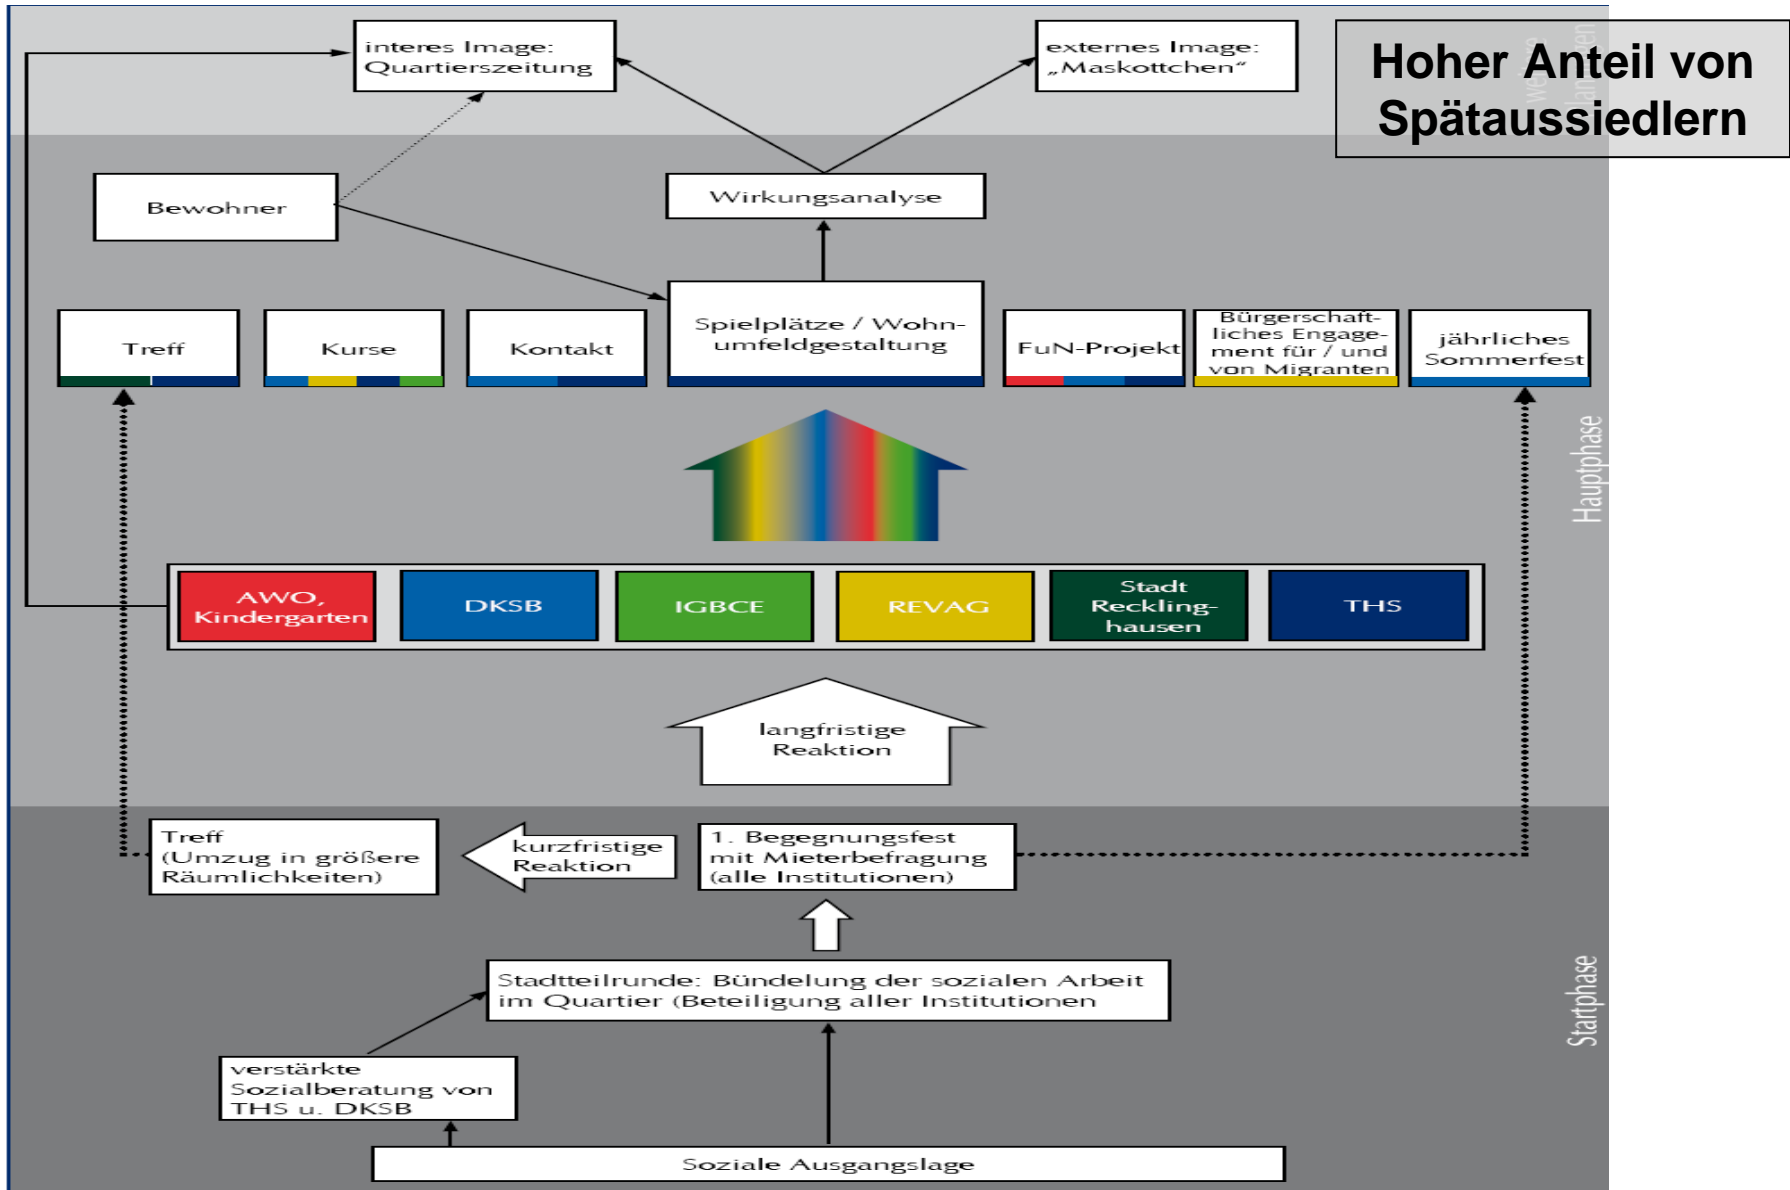 interes Image:
Quartierszeitung
externes Image:
„Maskottchen“
Hoher Anteil von
Spätaussiedlern
weitere
Planungen
Bewohner
Wirkungsanalyse
Treff
Kurse
Kontakt
Spielplätze / Wohn-
umfeldgestaltung
FuN-Projekt
Bürgerschaft-
liches Engage-
ment für / und
von Migranten
jährliches
Sommerfest
Hauptphase
AWO,
Kindergarten
DKSB
IGBCE
REVAG
Stadt
Reckling-
hausen
THS
langfristige
Reaktion
Treff
(Umzug in größere
Räumlichkeiten)
kurzfristige
Reaktion
1. Begegnungsfest
mit Mieterbefragung
(alle Institutionen)
Stadtteilrunde: Bündelung der sozialen Arbeit
im Quartier (Beteiligung aller Institutionen
Startphase
verstärkte
Sozialberatung von
THS u. DKSB
Soziale Ausgangslage